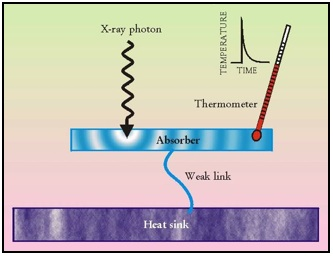 X-ray photon
TEMPERATURE
TIME
Thermometer
Absorber
Weak link
Heat sink